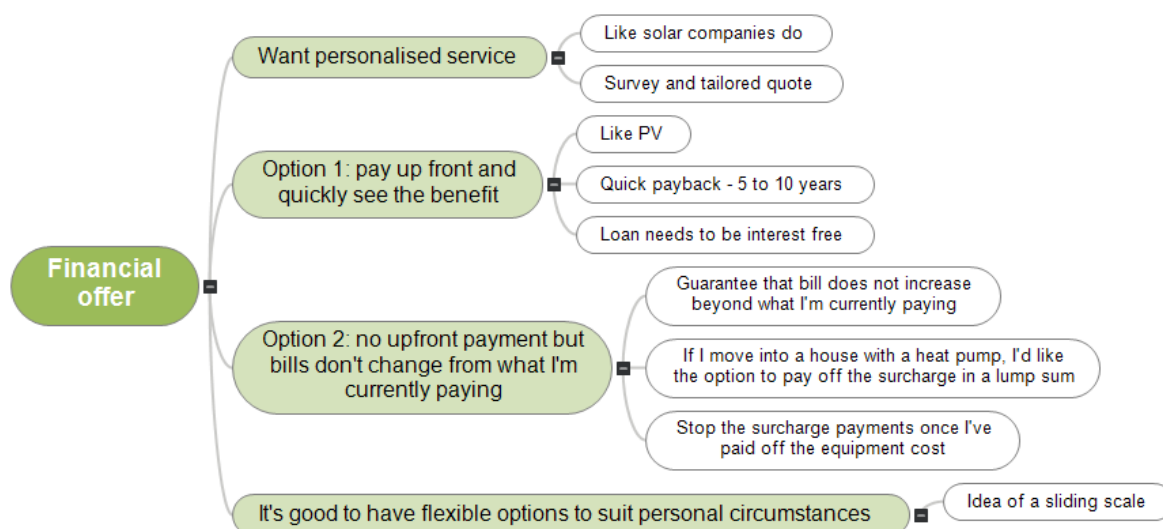 Financial
offer
Want personalised service
Like solar companies do
Survey and tailored quote
Option 1: pay up front and
quickly see the benefit
Like PV
Quick payback - 5 to 10 years
Loan needs to be interest free
Option 2: no upfront payment but
bills don't change from what I'm
currently paying
Guarantee that bill does not increase
beyond what I'm currently paying
If I move into a house with a heat pump, I'd like
the option to pay off the surcharge in a lump sum
Stop the surcharge payments once I've
paid off the equipment cost
It's good to have flexible options to suit personal circumstances
Idea of a sliding scale